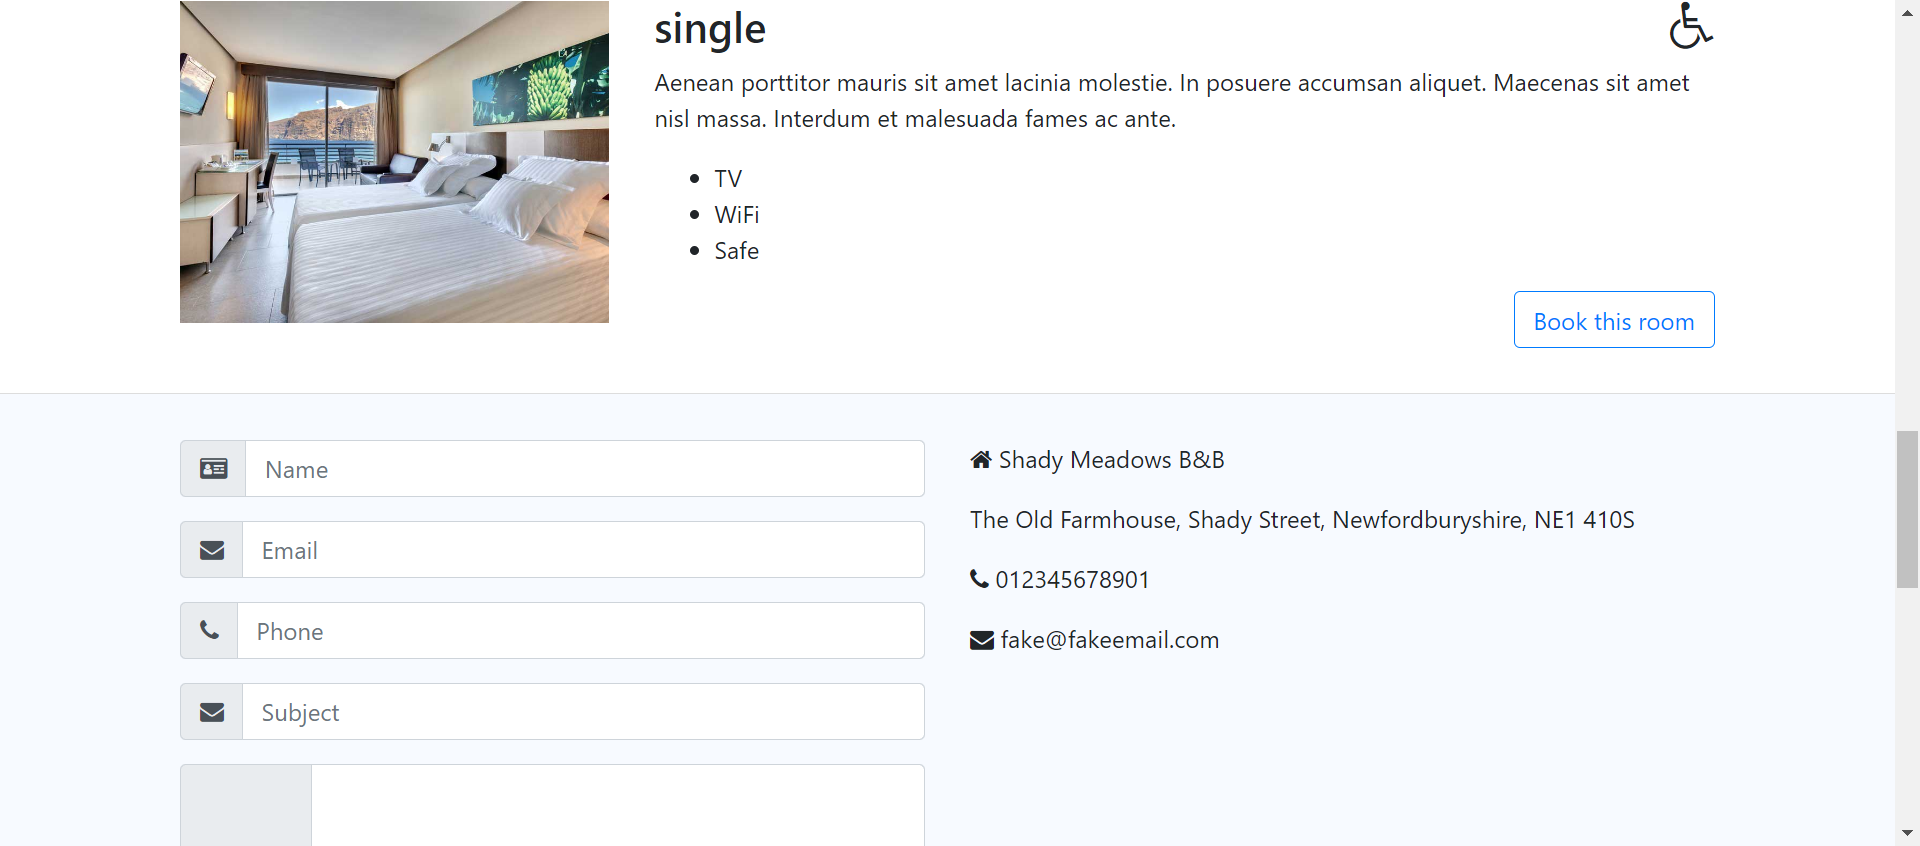 single
Aenean porttitor mauris sit amet lacinia molestie. In posuere accumsan aliquet. Maecenas sit amet
nisl massa. Interdum et malesuada fames ac ante.
TV
WiFi
Safe
Book this room
Name
Email
Phone
Subject
Shady Meadows B&B
The Old Farmhouse, Shady Street, Newfordburyshire, NE1 410S
012345678901
fake@fakeemail.com